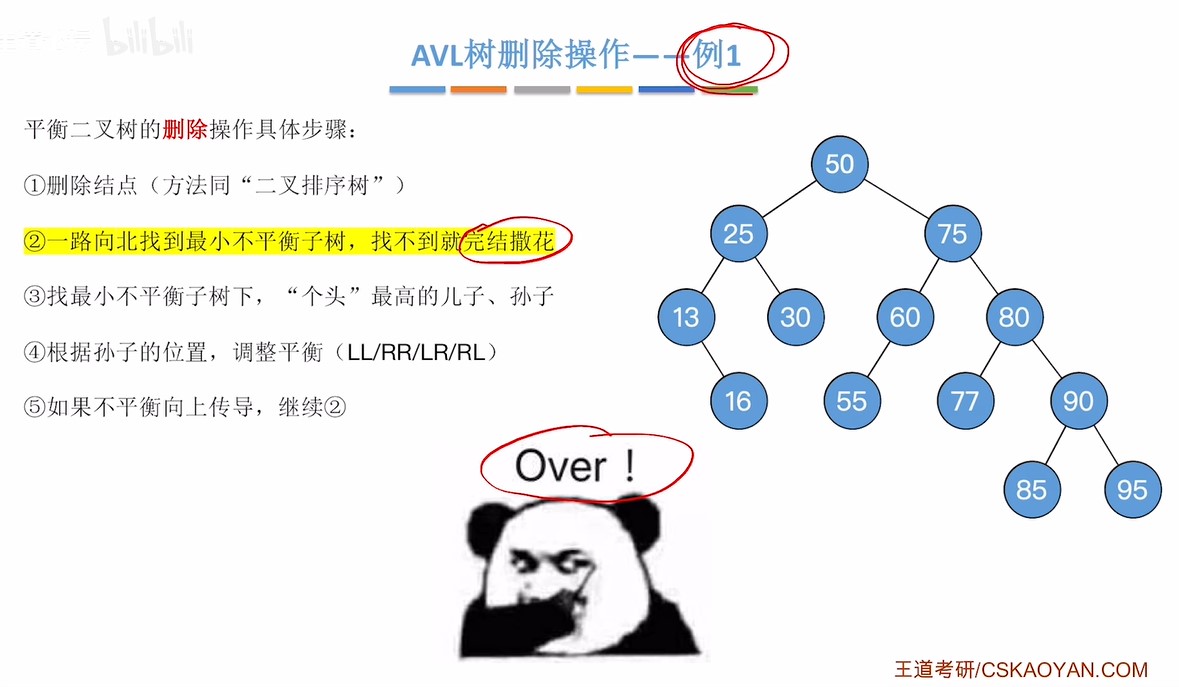 bilibili
AVL树删除操作——例1
平衡二叉树的删除操作具体步骤：
①删除结点（方法同“二叉排序树”）
②一路向北找到最小不平衡子树，找不到就完结撒花
③找最小不平衡子树下，“个头”最高的儿子、孙子
④根据孙子的位置，调整平衡（LL/RR/LR/RL）
⑤如果不平衡向上传导，继续②
50
25 75
13 30 60 80
16 55 77 90
85 95
Over！
王道考研/CSKAOYAN.COM